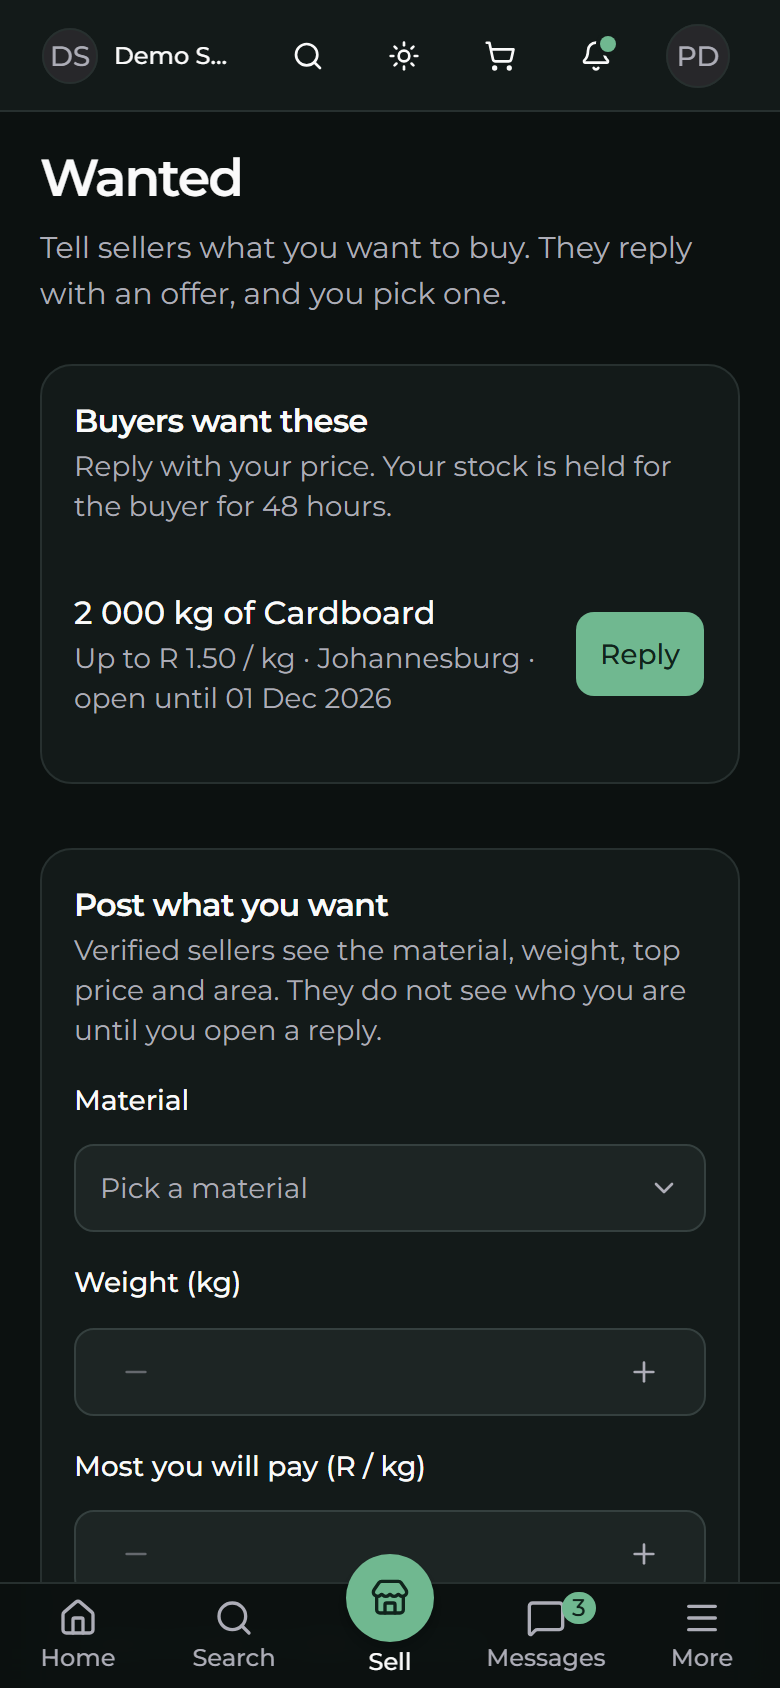 DS Demo S... PD
Wanted
Tell sellers what you want to buy. They reply
with an offer, and you pick one.
Buyers want these
Reply with your price. Your stock is held for
the buyer for 48 hours.
2 000 kg of Cardboard
Up to R 1.50 / kg · Johannesburg ·
open until 01 Dec 2026
Reply
Post what you want
Verified sellers see the material, weight, top
price and area. They do not see who you are
until you open a reply.
Material
Pick a material
Weight (kg)
Most you will pay (R / kg)
3
Home Search Sell Messages More